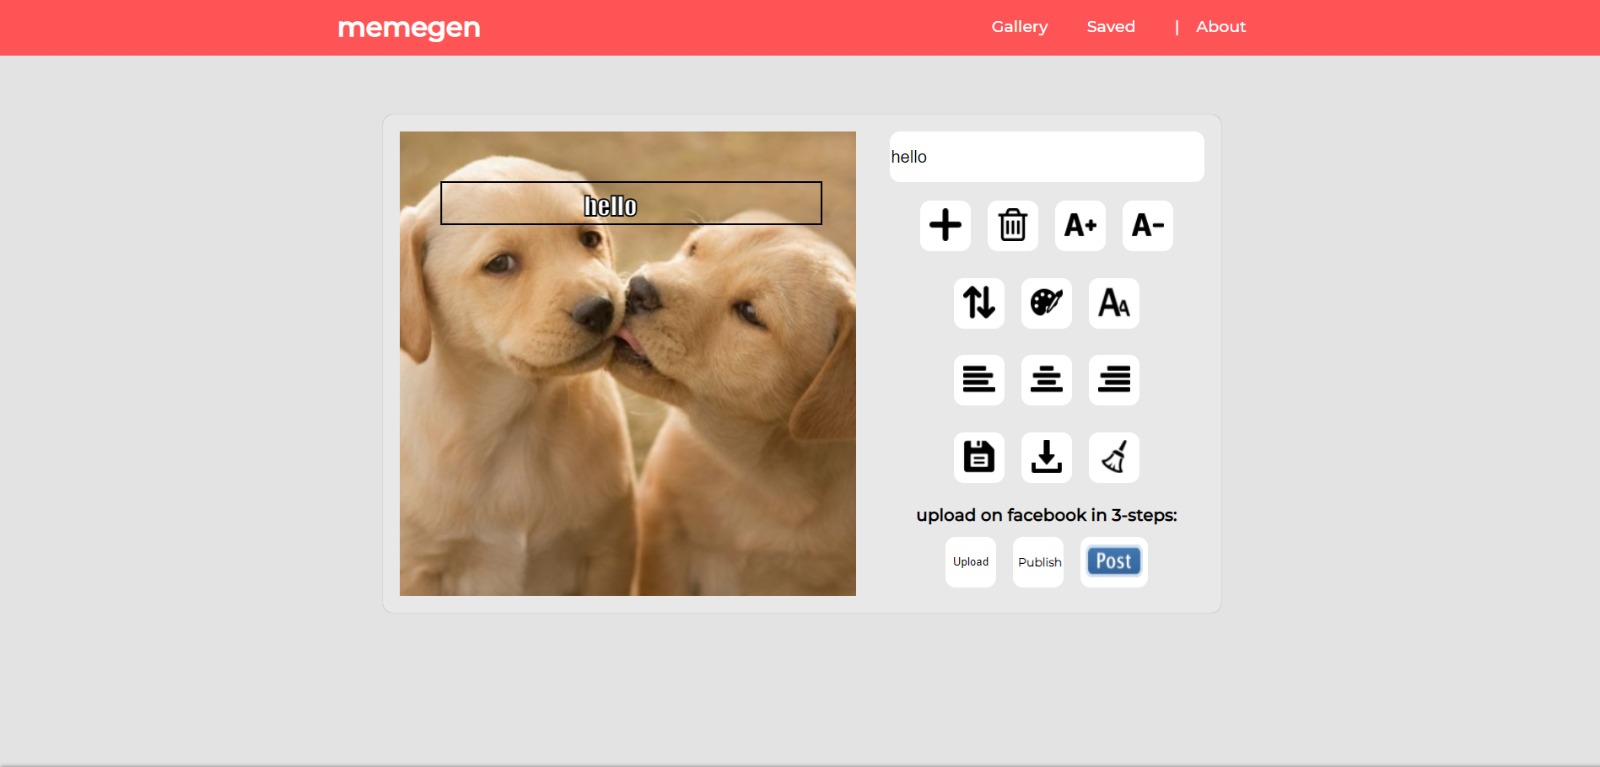 memegen
Gallery Saved | About
hello
hello
A+ A-
AA
upload on facebook in 3-steps:
Upload Publish Post